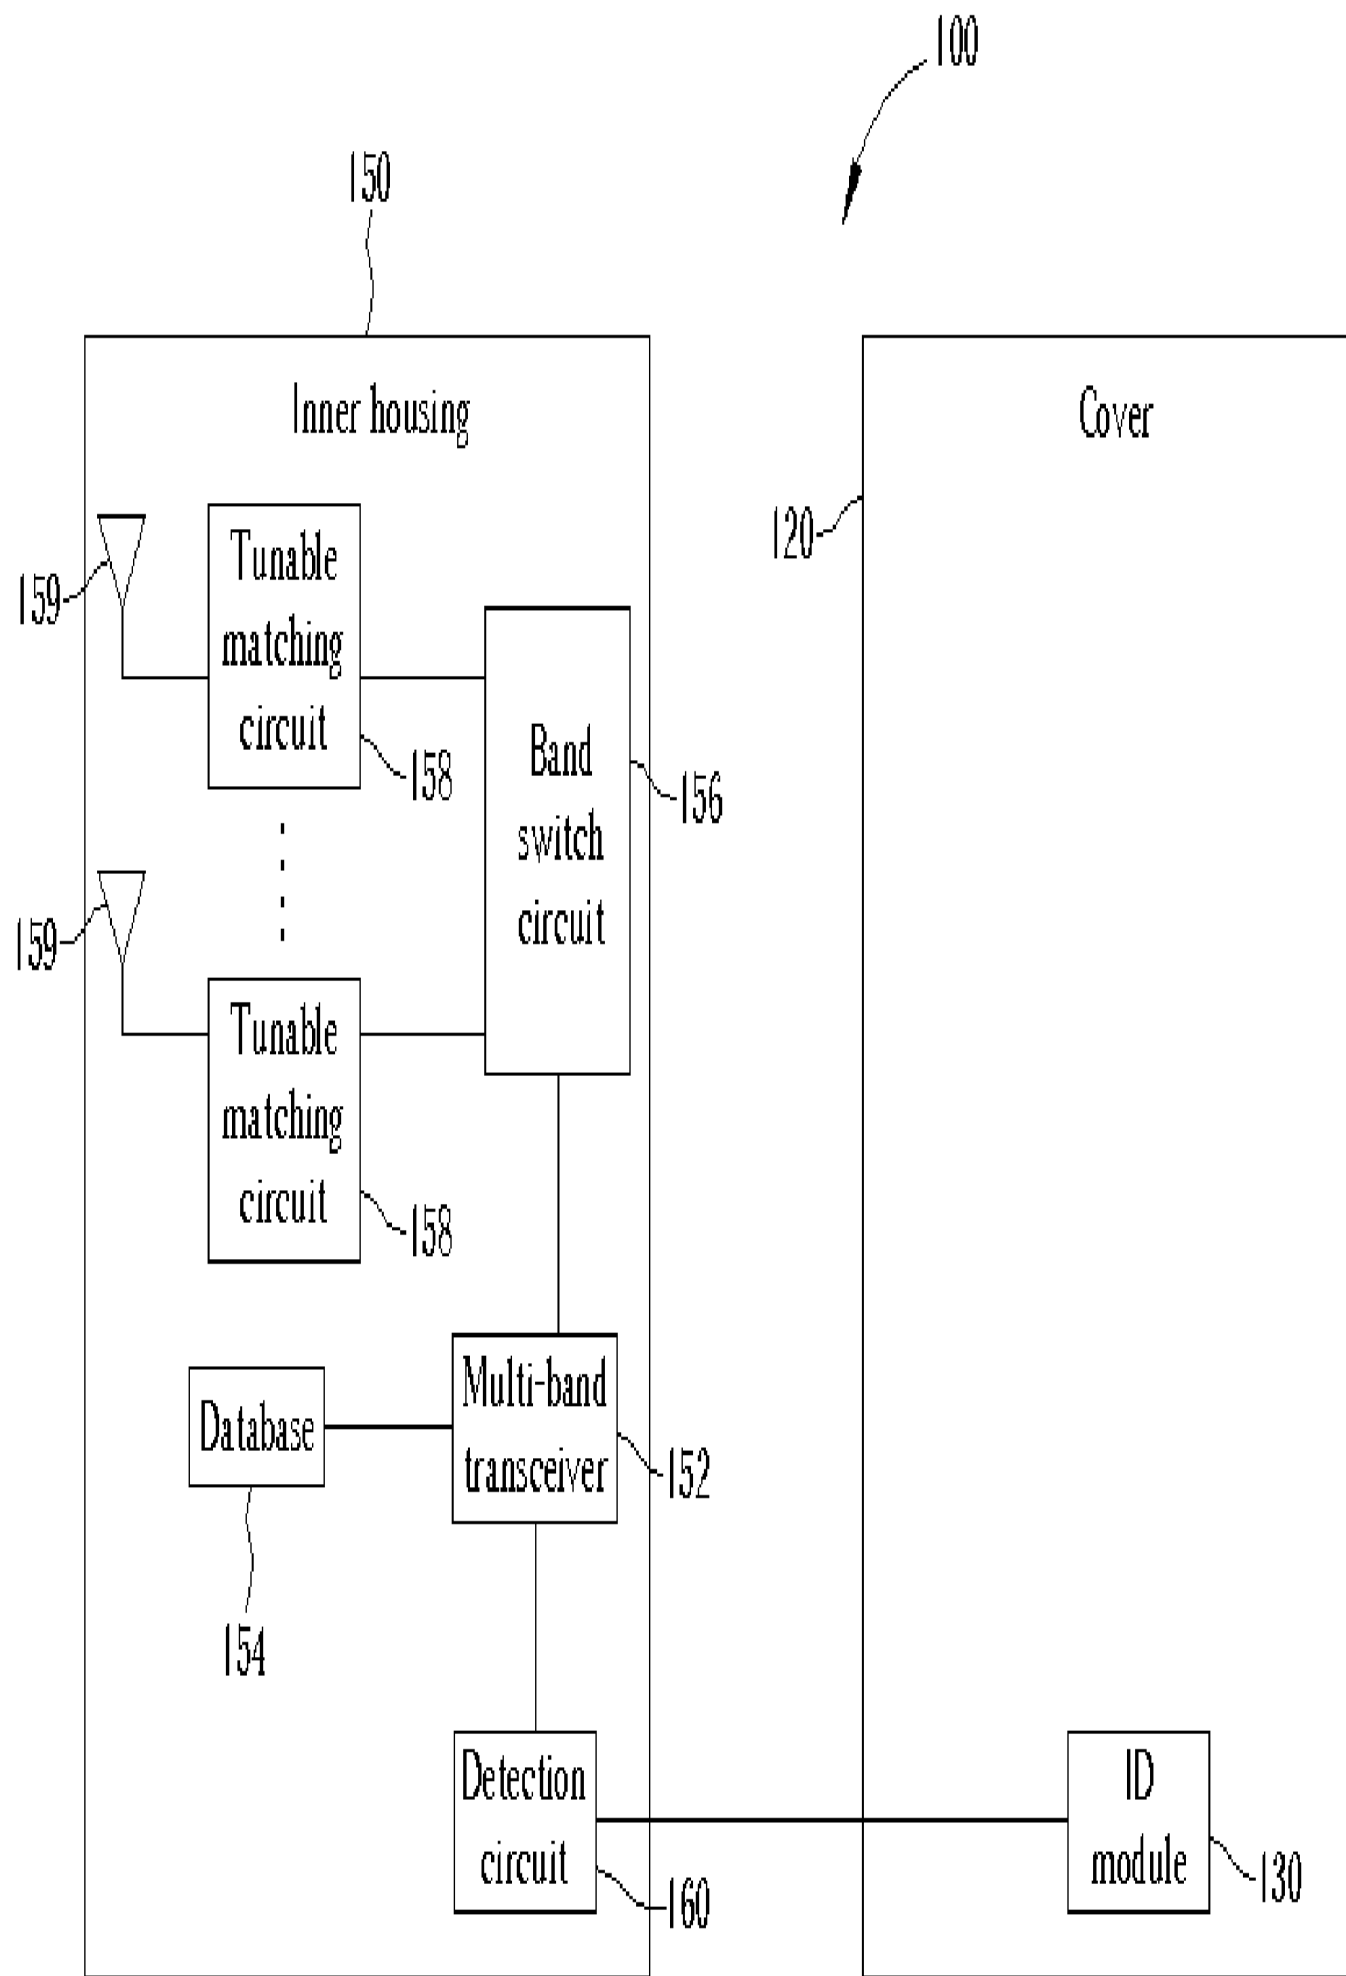 100
150
Inner housing
Cover
120
159
Tunable
matching
circuit
158
Band
switch
circuit
156
159
Tunable
matching
circuit
158
Multi-band
transceiver
152
Database
154
Detection
circuit
160
ID
module
130